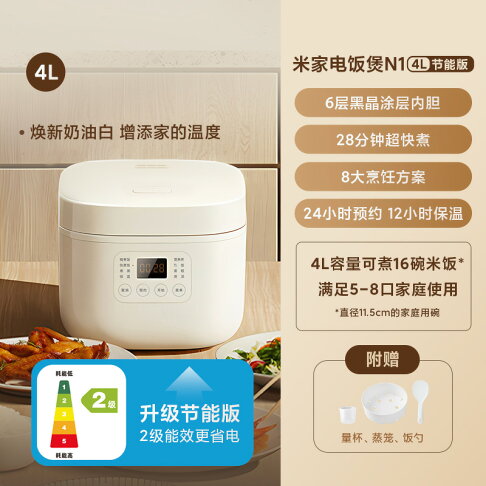 4L
• 焕新奶油白 增添家的温度
米家电饭煲N1 4L节能版
6层黑晶涂层内胆
28分钟超快煮
8大烹饪方案
24小时预约 12小时保温
4L容量可煮16碗米饭*
满足5-8口家庭使用
*直径11.5cm的家庭用碗
附赠
量杯、蒸笼、饭勺
耗能低
1
2
3
4
5
耗能高
2级
升级节能版
2级能效更省电